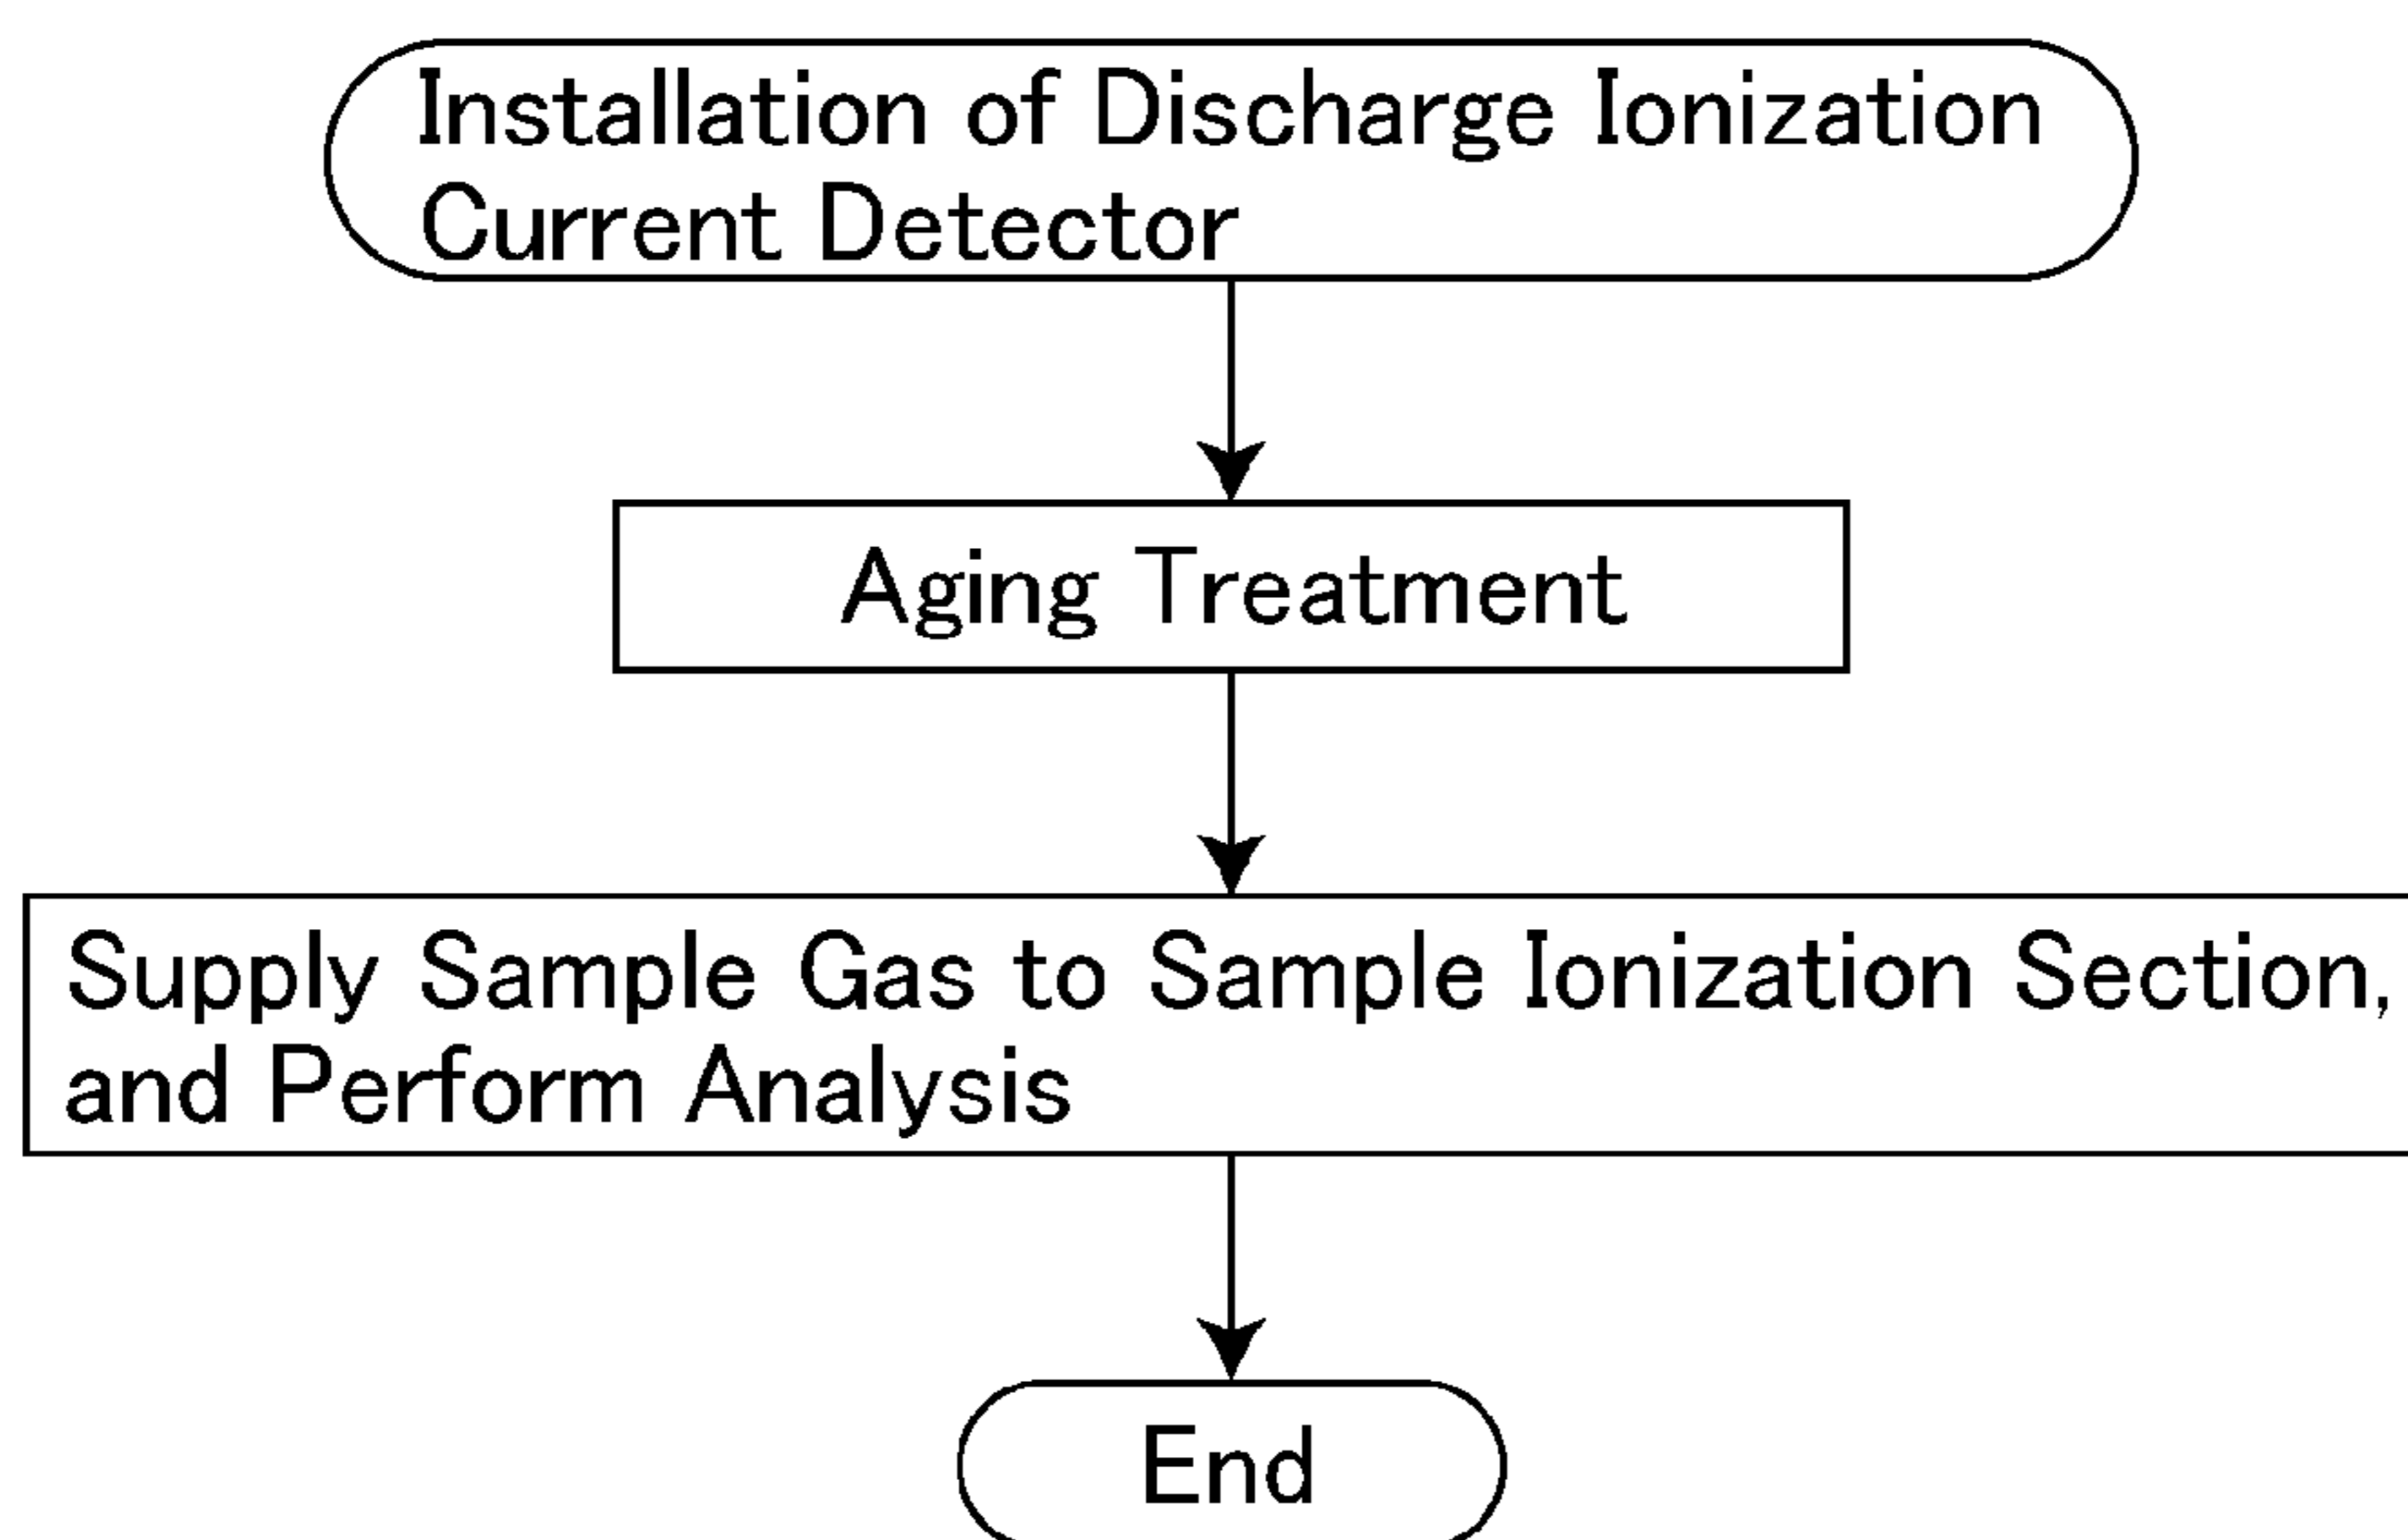 Installation of Discharge Ionization
Current Detector
Aging Treatment
Supply Sample Gas to Sample Ionization Section,
and Perform Analysis
End